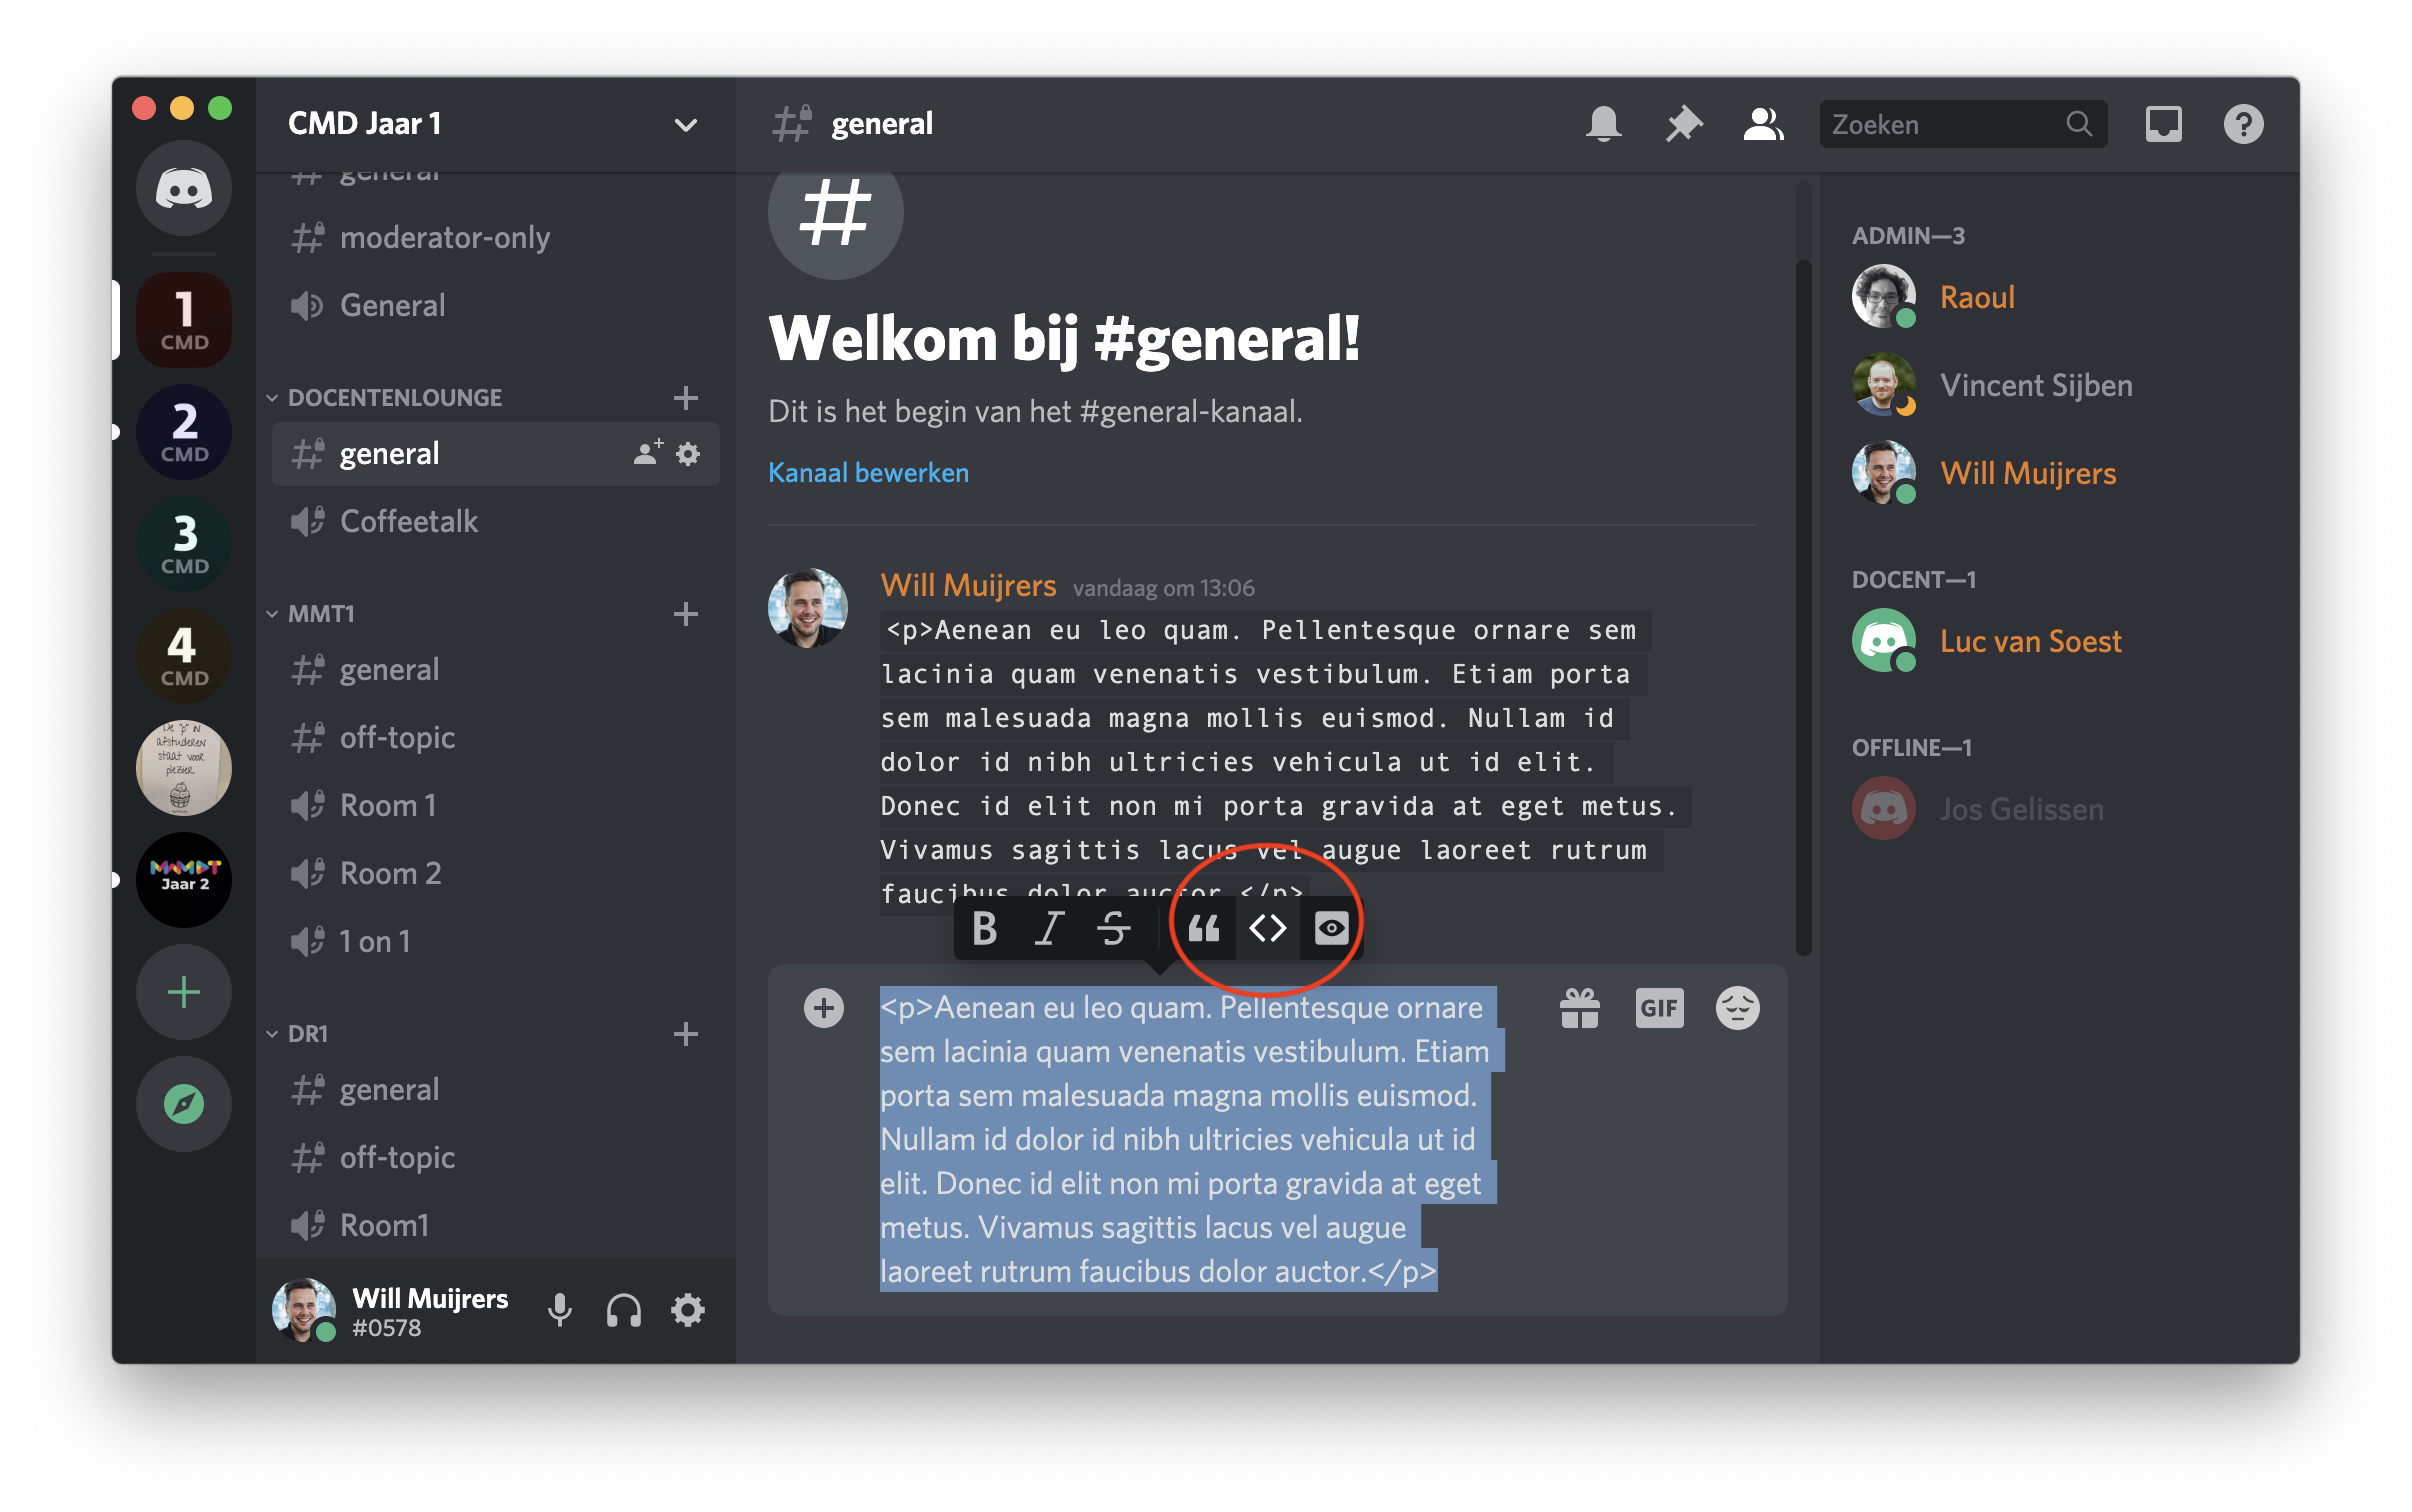 CMD Jaar 1
general
Zoeken
1
CMD
2
CMD
3
CMD
4
CMD
De "p" in
afstuderen
staat voor
plezier
MAMDT
Jaar 2
general
moderator-only
General
DOCENTENLOUNGE
general
Coffeetalk
MMT1
general
off-topic
Room 1
Room 2
1 on 1
DR1
general
off-topic
Room1
Will Muijrers
#0578
#
Welkom bij #general!
Dit is het begin van het #general-kanaal.
Kanaal bewerken
Will Muijrers vandaag om 13:06
<p>Aenean eu leo quam. Pellentesque ornare sem
lacinia quam venenatis vestibulum. Etiam porta
sem malesuada magna mollis euismod. Nullam id
dolor id nibh ultricies vehicula ut id elit.
Donec id elit non mi porta gravida at eget metus.
Vivamus sagittis lacus vel augue laoreet rutrum
faucibus dolor auctor.</p>
B I S
<p>Aenean eu leo quam. Pellentesque ornare
sem lacinia quam venenatis vestibulum. Etiam
porta sem malesuada magna mollis euismod.
Nullam id dolor id nibh ultricies vehicula ut id
elit. Donec id elit non mi porta gravida at eget
metus. Vivamus sagittis lacus vel augue
laoreet rutrum faucibus dolor auctor.</p>
GIF
ADMIN—3
Raoul
Vincent Sijben
Will Muijrers
DOCENT—1
Luc van Soest
OFFLINE—1
Jos Gelissen